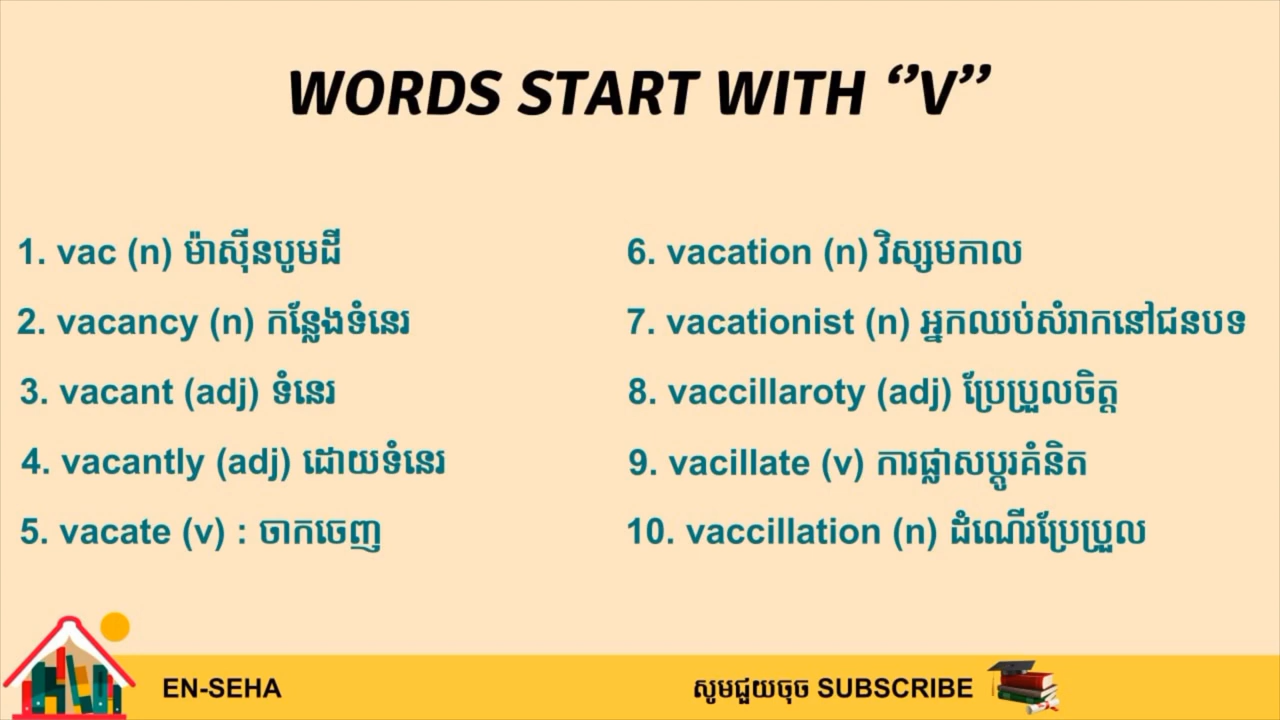 WORDS START WITH ‘’V’’
1. vac (n) ម៉ាស៊ីនបូមដី
2. vacancy (n) កន្លែងទំនេរ
3. vacant (adj) ទំនេរ
4. vacantly (adj) ដោយទំនេរ
5. vacate (v) : ចាកចេញ
6. vacation (n) វិស្សមកាល
7. vacationist (n) អ្នកឈប់សំរាកនៅជនបទ
8. vaccillaroty (adj) ប្រែប្រួលចិត្ត
9. vacillate (v) ការផ្លាសប្តូរគំនិត
10. vaccillation (n) ដំណើរប្រែប្រួល
EN-SEHA
សូមជួយចុច SUBSCRIBE